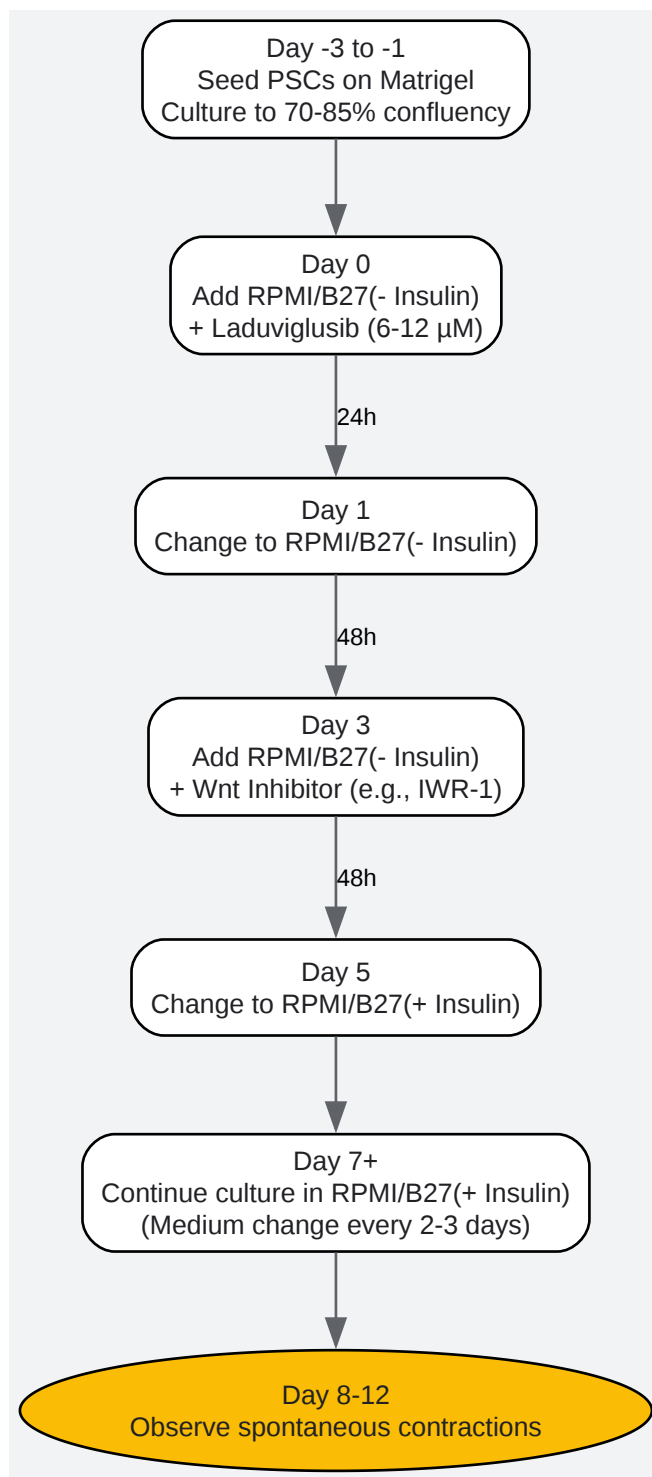 Day -3 to -1
Seed PSCs on Matrigel
Culture to 70-85% confluency
Day 0
Add RPMI/B27(- Insulin)
+ Laduviglusib (6-12 µM)
24h
Day 1
Change to RPMI/B27(- Insulin)
48h
Day 3
Add RPMI/B27(- Insulin)
+ Wnt Inhibitor (e.g., IWR-1)
48h
Day 5
Change to RPMI/B27(+ Insulin)
Day 7+
Continue culture in RPMI/B27(+ Insulin)
(Medium change every 2-3 days)
Day 8-12
Observe spontaneous contractions